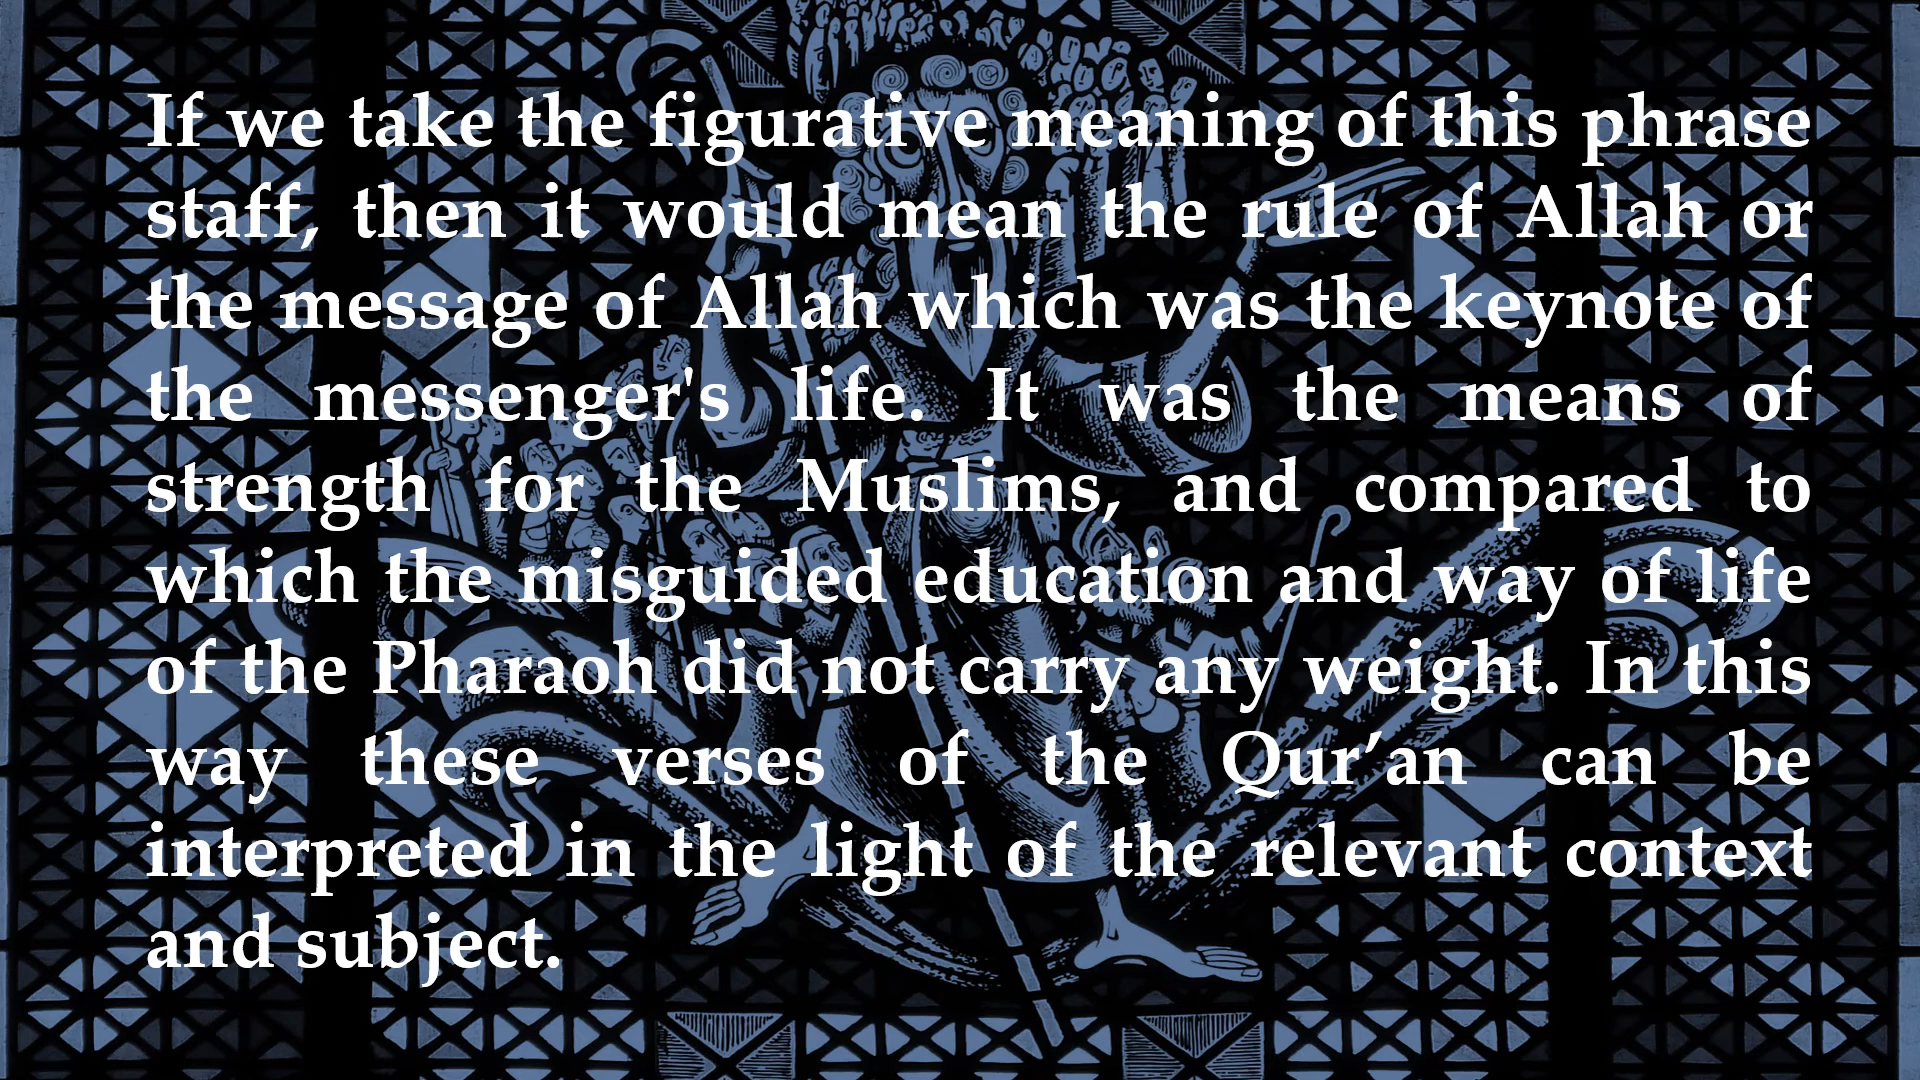 If we take the figurative meaning of this phrase
staff, then it would mean the rule of Allah or
the message of Allah which was the keynote of
the messenger's life. It was the means of
strength for the Muslims, and compared to
which the misguided education and way of life
of the Pharaoh did not carry any weight. In this
way these verses of the Qur’an can be
interpreted in the light of the relevant context
and subject.